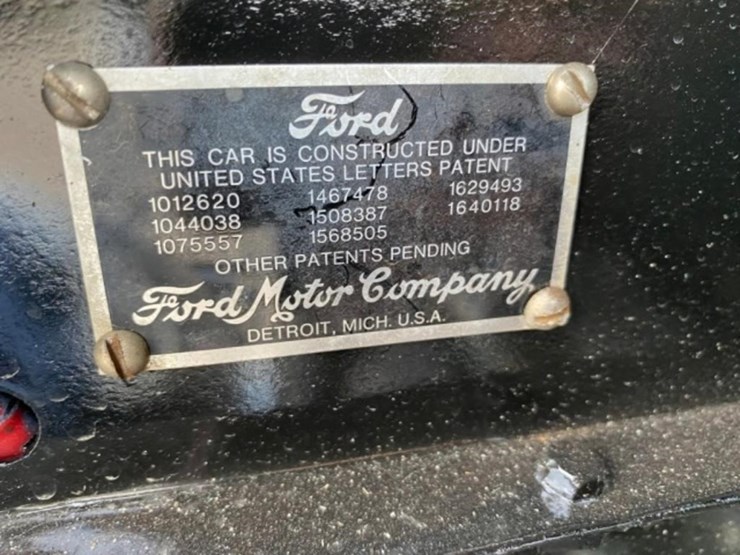 Ford
THIS CAR IS CONSTRUCTED UNDER
UNITED STATES LETTERS PATENT
1012620 1467478 1629493
1044038 1508387 1640118
1075557 1568505
OTHER PATENTS PENDING
Ford Motor Company
DETROIT, MICH. U.S.A.